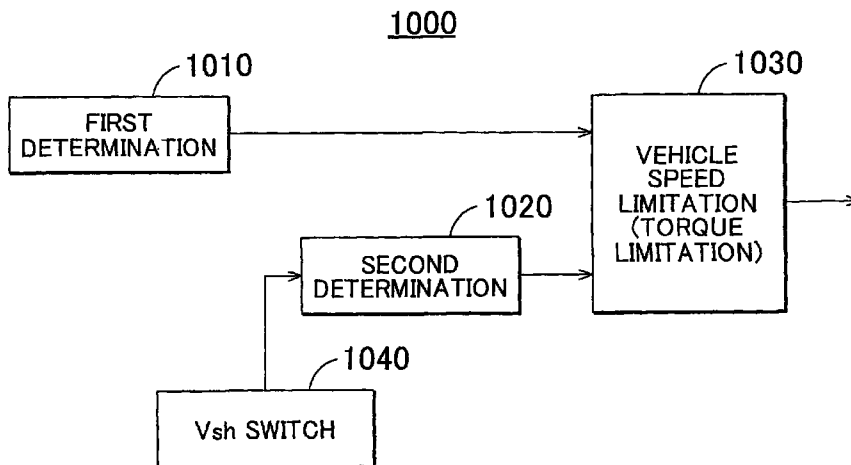 1000
1010
FIRST
DETERMINATION
1030
VEHICLE
SPEED
LIMITATION
(TORQUE
LIMITATION)
1020
SECOND
DETERMINATION
1040
Vsh SWITCH